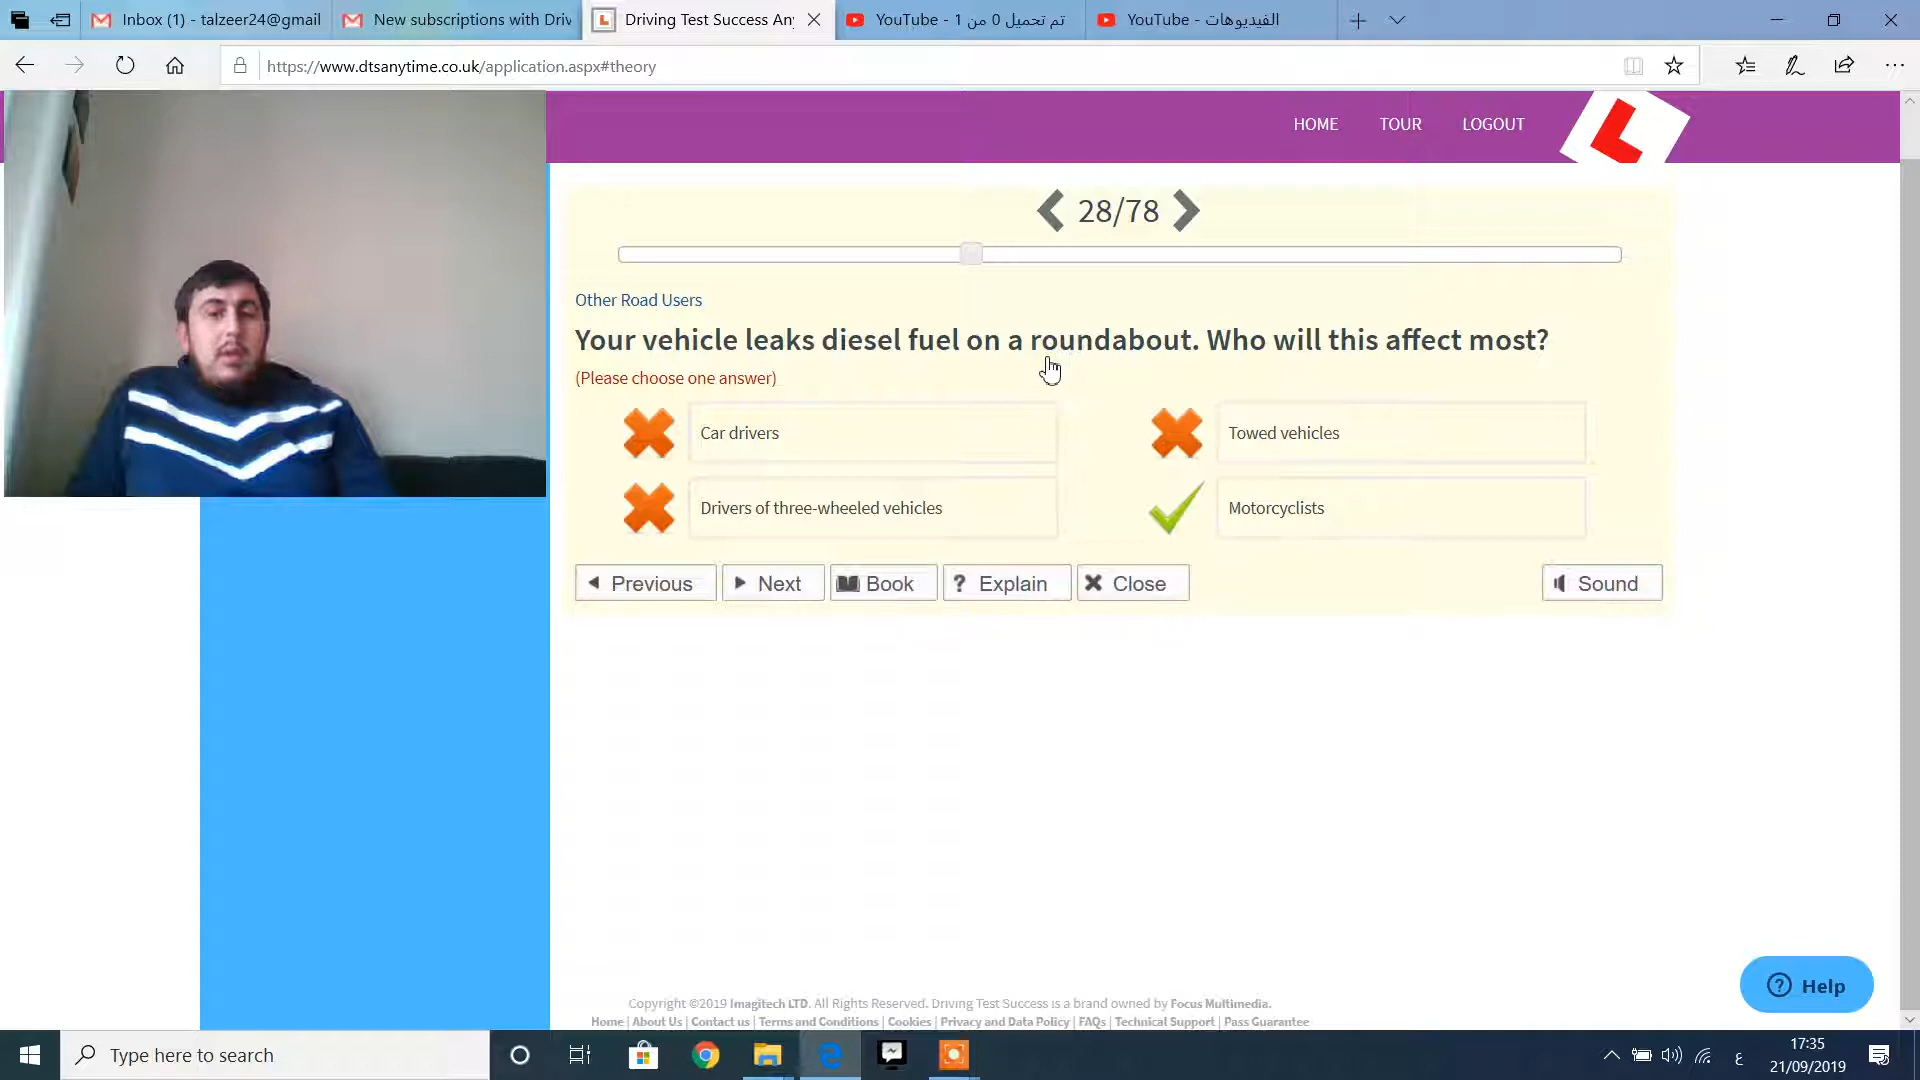 Inbox (1) - talzeer24@gmail
New subscriptions with Driv
Driving Test Success An
YouTube - تم تحميل 0 من 1
YouTube - الفيديوهات
https://www.dtsanytime.co.uk/application.aspx#theory
HOME TOUR LOGOUT
L
28/78
Other Road Users
Your vehicle leaks diesel fuel on a roundabout. Who will this affect most?
(Please choose one answer)
Car drivers
Towed vehicles
Drivers of three-wheeled vehicles
Motorcyclists
Previous Next Book ? Explain Close Sound
? Help
Copyright ©2019 Imagitech LTD. All Rights Reserved. Driving Test Success is a brand owned by Focus Multimedia.
Home | About Us | Contact us | Terms and Conditions | Cookies | Privacy and Data Policy | FAQs | Technical Support | Pass Guarantee
Type here to search
ع
17:35
21/09/2019